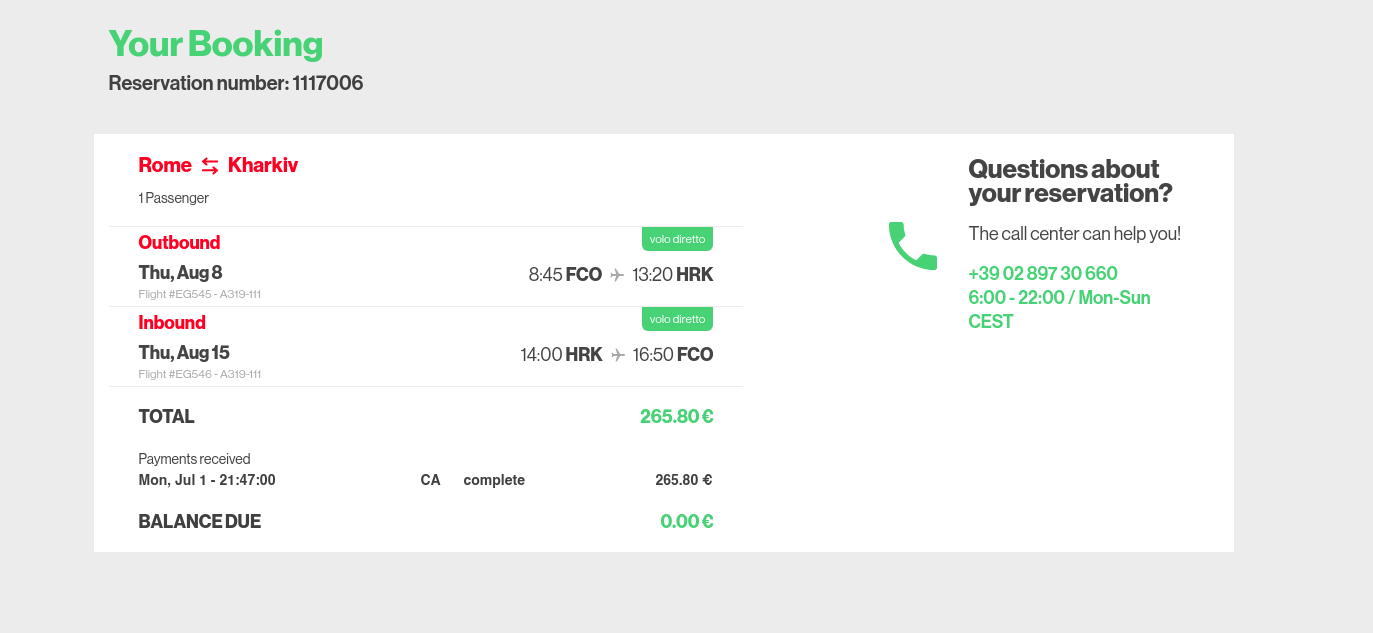 Your Booking
Reservation number: 1117006
Rome Kharkiv
1 Passenger
Outbound
volo diretto
Thu, Aug 8
8:45 FCO 13:20 HRK
Flight #EG545 - A319-111
Inbound
volo diretto
Thu, Aug 15
14:00 HRK 16:50 FCO
Flight #EG546 - A319-111
TOTAL 265.80 €
Payments received
Mon, Jul 1 - 21:47:00 CA complete 265.80 €
BALANCE DUE 0.00 €
Questions about
your reservation?
The call center can help you!
+39 02 897 30 660
6:00 - 22:00 / Mon-Sun
CEST